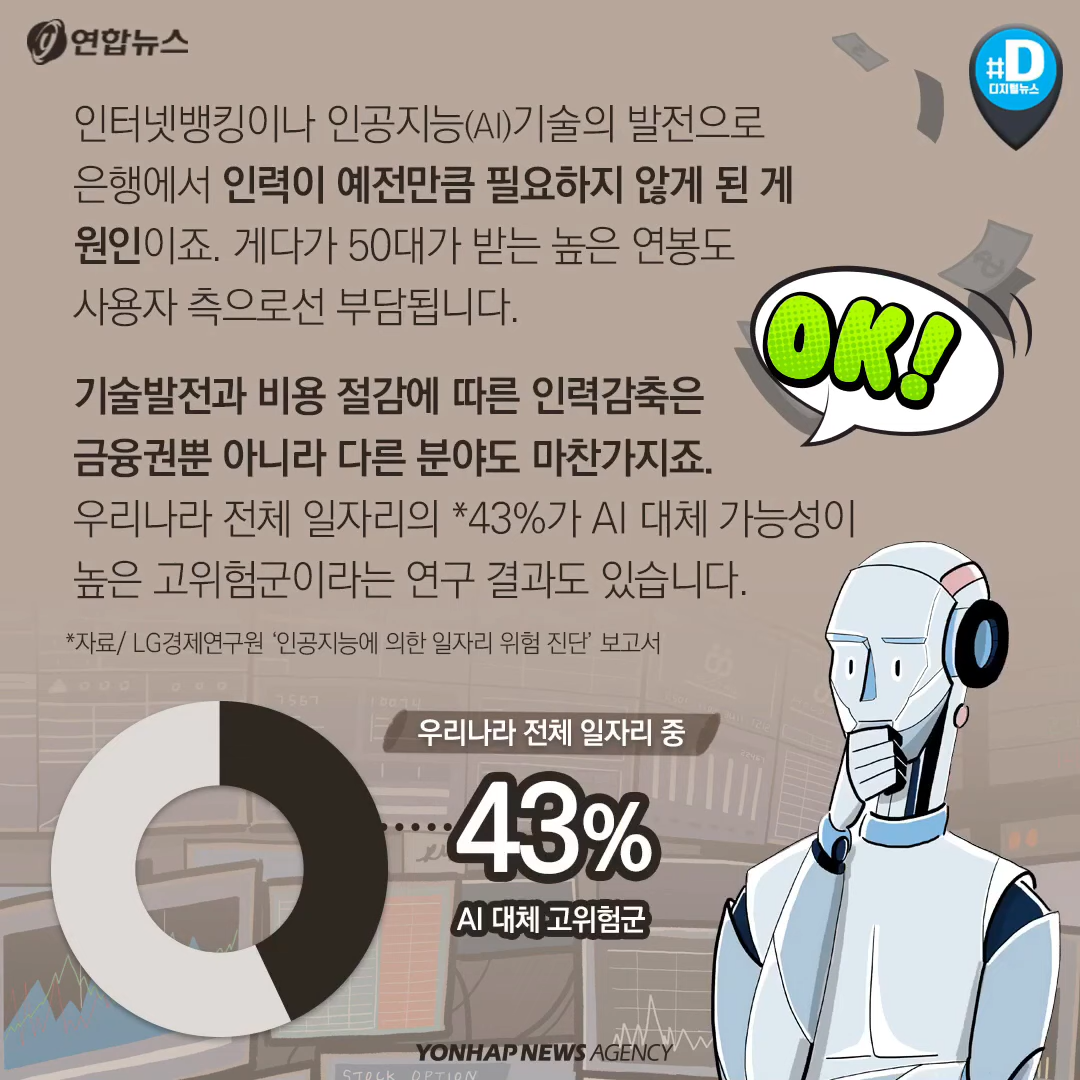 연합뉴스
#D
디지털뉴스
인터넷뱅킹이나 인공지능(AI)기술의 발전으로
은행에서 인력이 예전만큼 필요하지 않게 된 게
원인이죠. 게다가 50대가 받는 높은 연봉도
사용자 측으로선 부담됩니다.
OK!
기술발전과 비용 절감에 따른 인력감축은
금융권뿐 아니라 다른 분야도 마찬가지죠.
우리나라 전체 일자리의 *43%가 AI 대체 가능성이
높은 고위험군이라는 연구 결과도 있습니다.
*자료/ LG경제연구원 ‘인공지능에 의한 일자리 위험 진단’ 보고서
우리나라 전체 일자리 중
43%
AI 대체 고위험군
YONHAP NEWS AGENCY
STOCK OPTION